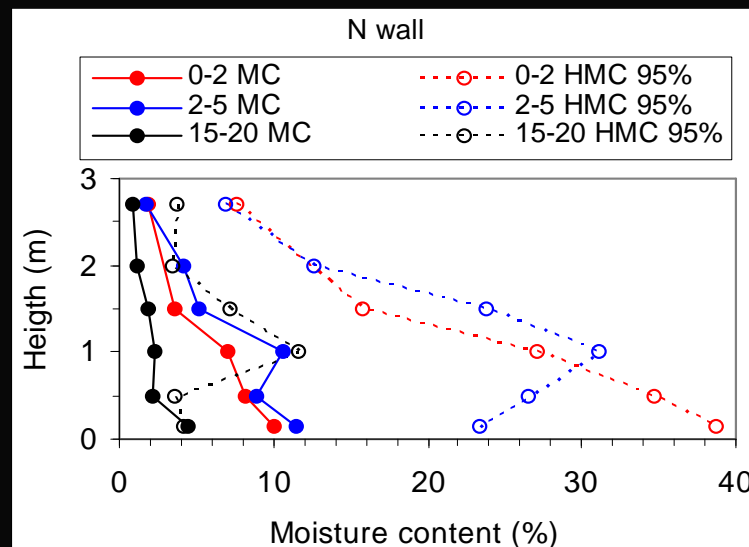 N wall
0-2 MC 0-2 HMC 95%
2-5 MC 2-5 HMC 95%
15-20 MC 15-20 HMC 95%
3
2
1
0
Heigth (m)
0 10 20 30 40
Moisture content (%)